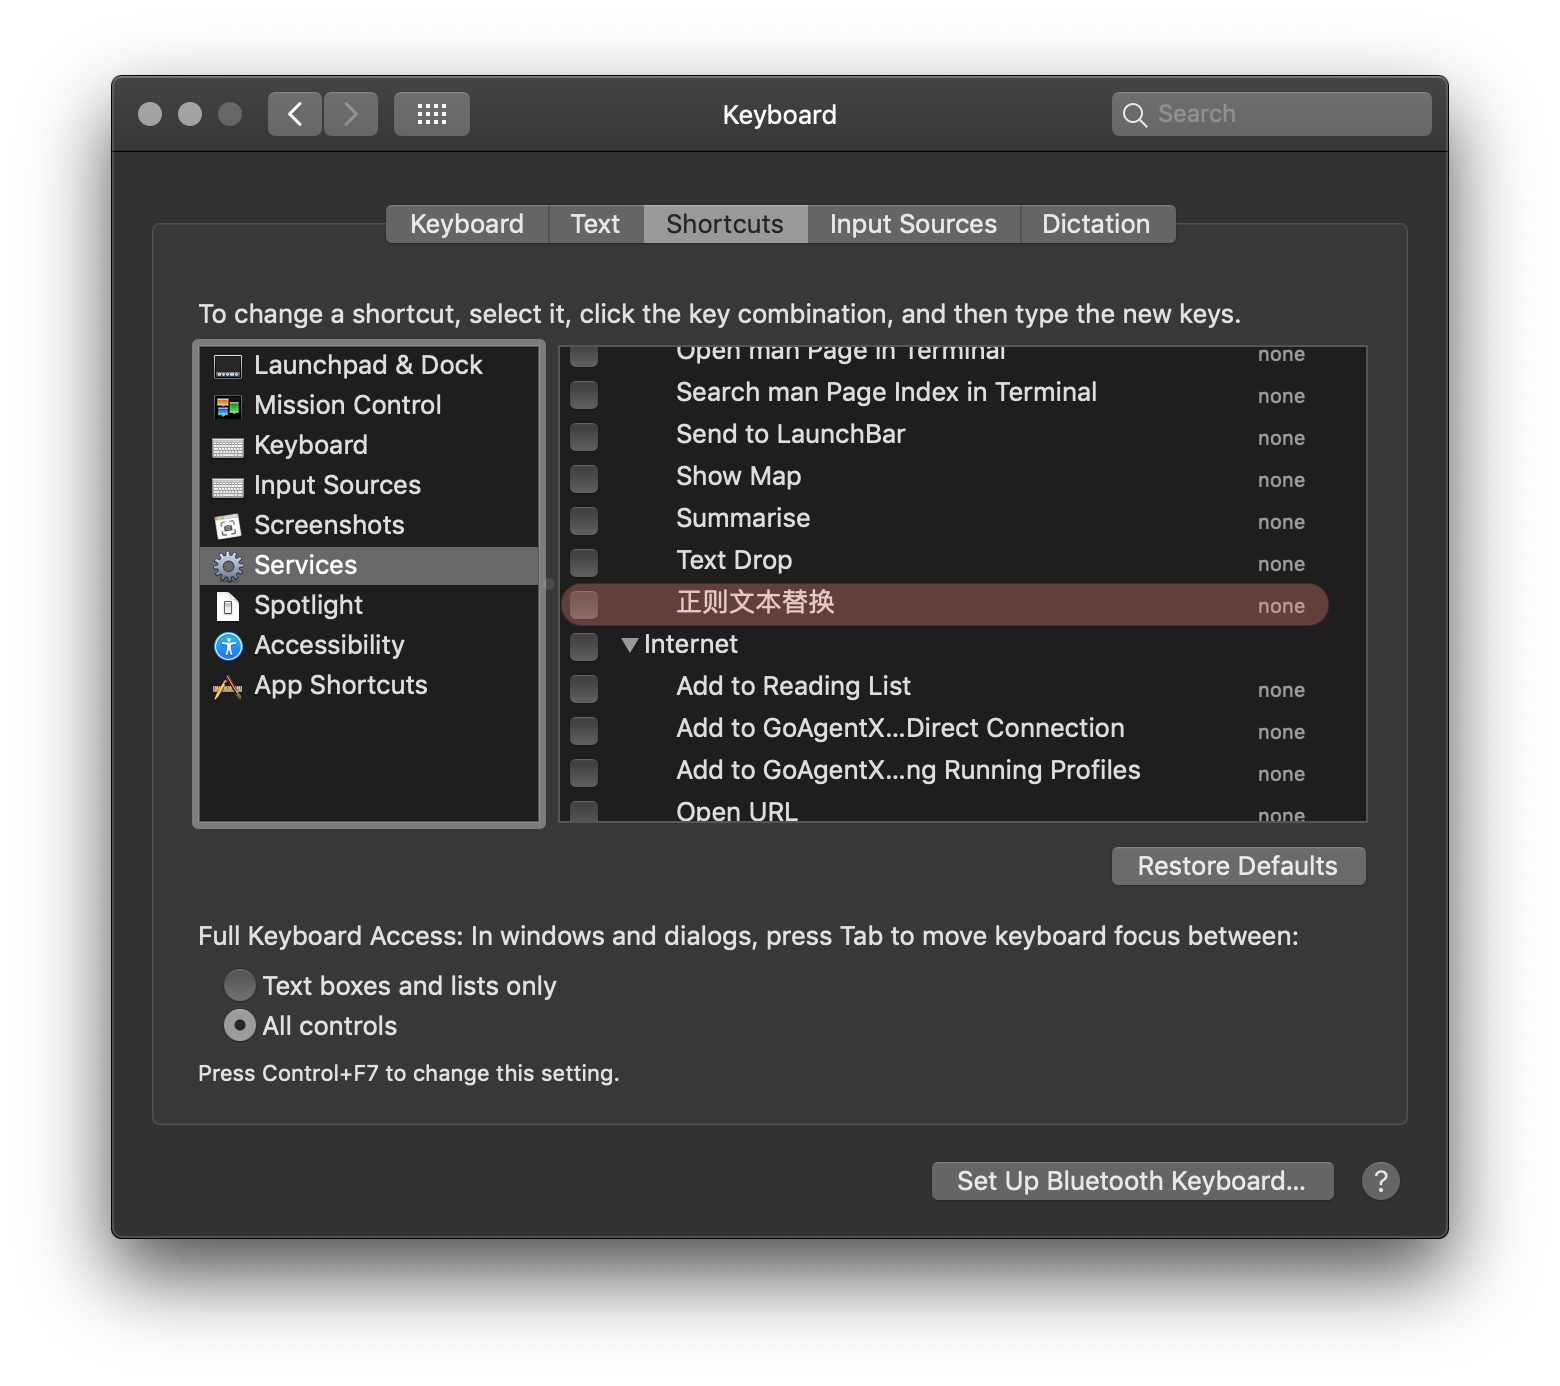 Keyboard
Search
Keyboard
Text
Shortcuts
Input Sources
Dictation
To change a shortcut, select it, click the key combination, and then type the new keys.
Launchpad & Dock
Mission Control
Keyboard
Input Sources
Screenshots
Services
Spotlight
Accessibility
App Shortcuts
Open man Page in Terminal none
Search man Page Index in Terminal none
Send to LaunchBar none
Show Map none
Summarise none
Text Drop none
正则文本替换 none
Internet
Add to Reading List none
Add to GoAgentX...Direct Connection none
Add to GoAgentX...ng Running Profiles none
Open URL none
Restore Defaults
Full Keyboard Access: In windows and dialogs, press Tab to move keyboard focus between:
Text boxes and lists only
All controls
Press Control+F7 to change this setting.
Set Up Bluetooth Keyboard...
?